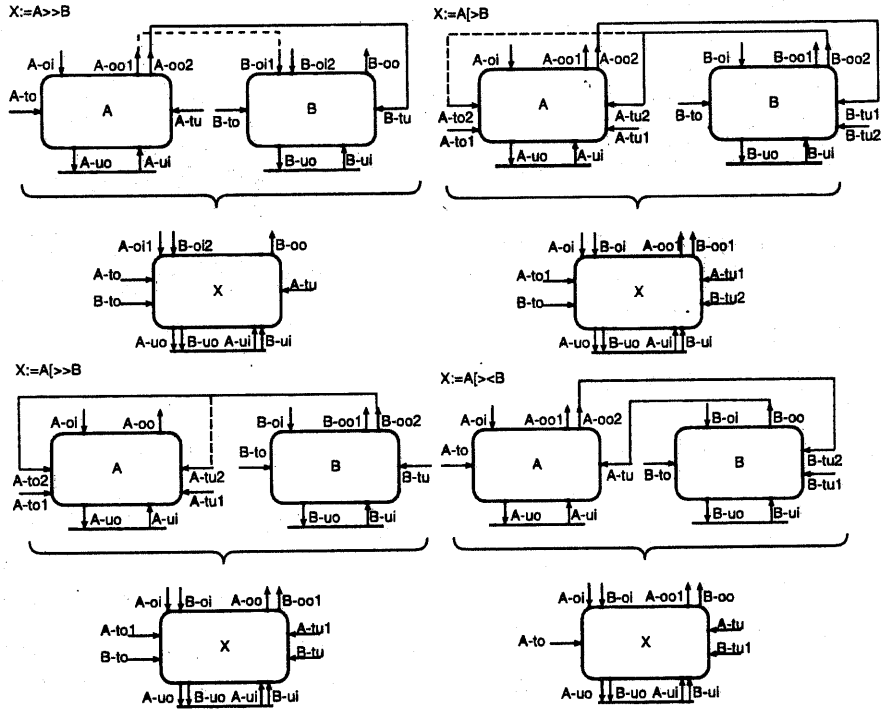 X:=A>>B
A-oi A-oo1 A-oo2 B-oi1 B-oi2 B-oo
A-to A A-tu B-to B B-tu
A-uo A-ui B-uo B-ui
A-oi1 B-oi2 B-oo
A-to X A-tu
B-to
A-uo B-uo A-ui B-ui
X:=A[>B
A-oi A-oo1 A-oo2 B-oi B-oo1 B-oo2
A-to2 A A-tu2 B-to B B-tu1
A-to1 A-tu1 B-tu2
A-uo A-ui B-uo B-ui
A-oi B-oi A-oo1 B-oo1
A-to1 X A-tu1
B-to B-tu2
A-uo B-uo A-ui B-ui
X:=A[>>B
A-oi A-oo B-oi B-oo1 B-oo2
A-to2 A A-tu2 B-to B B-tu
A-to1 A-tu1
A-uo A-ui B-uo B-ui
A-oi B-oi A-oo B-oo1
A-to1 X A-tu1
B-to B-tu
A-uo B-uo A-ui B-ui
X:=A[><B
A-oi A-oo1 A-oo2 B-oi B-oo
A-to A A-tu B-to B B-tu2
B-tu1
A-uo A-ui B-uo B-ui
A-oi B-oi A-oo1 B-oo
A-to X A-tu
B-tu1
A-uo B-uo A-ui B-ui